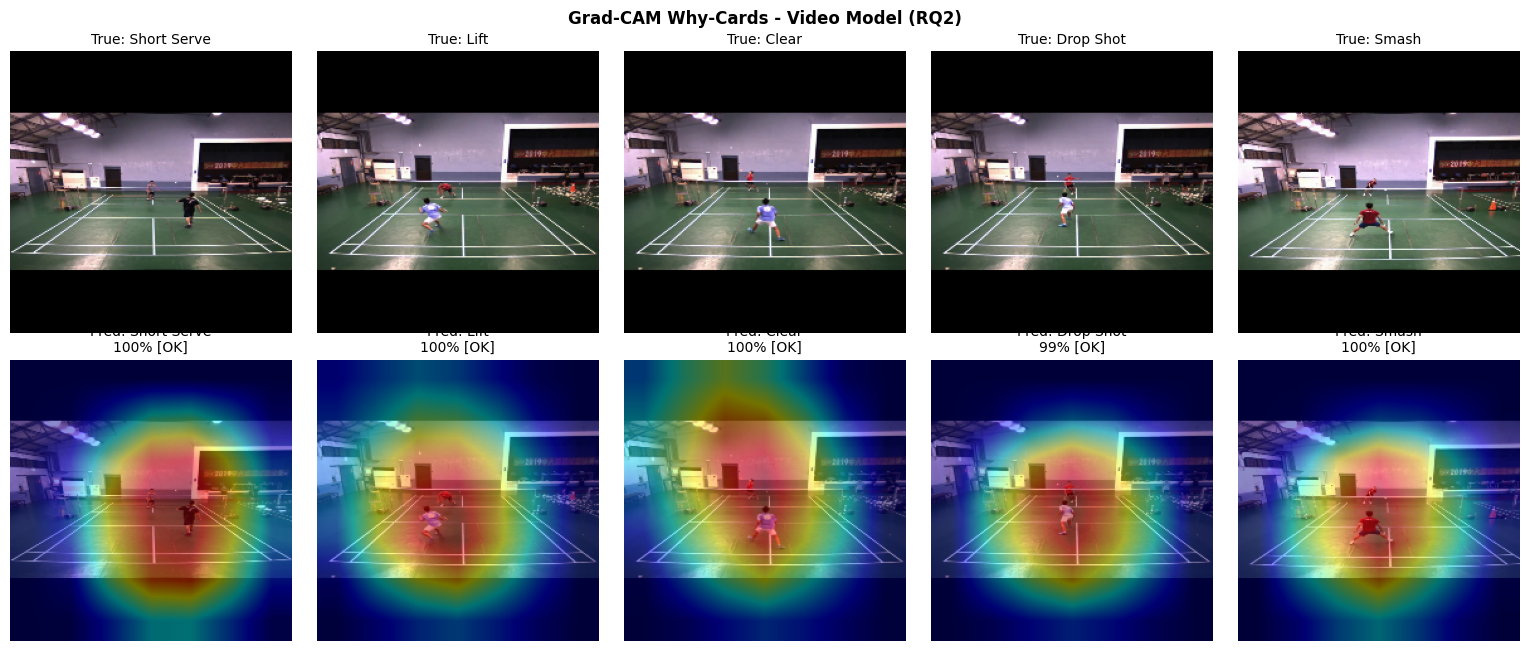 Grad-CAM Why-Cards - Video Model (RQ2)
True: Short Serve
True: Lift
True: Clear
True: Drop Shot
True: Smash
Pred: Short Serve
100% [OK]
Pred: Lift
100% [OK]
Pred: Clear
100% [OK]
Pred: Drop Shot
99% [OK]
Pred: Smash
100% [OK]